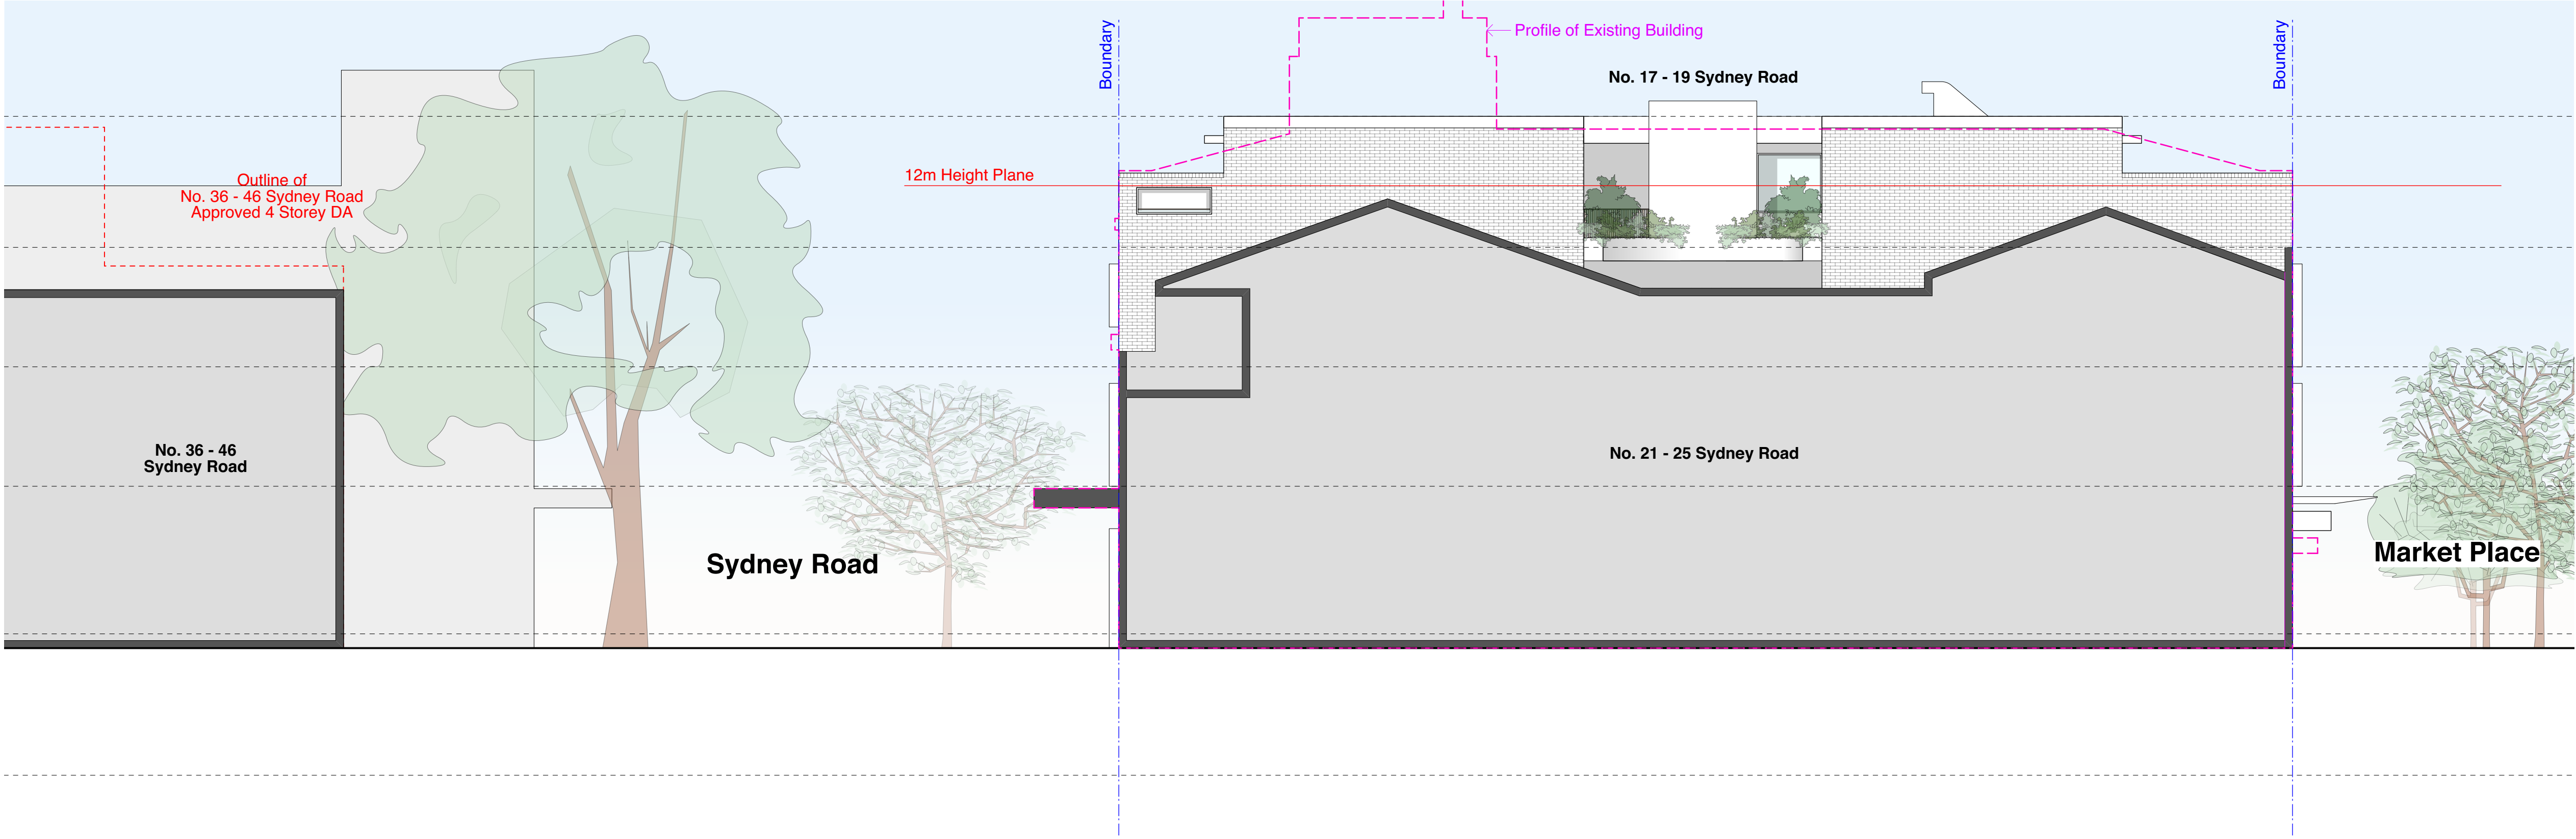 Boundary
Profile of Existing Building
Boundary
No. 17 - 19 Sydney Road
12m Height Plane
Outline of
No. 36 - 46 Sydney Road
Approved 4 Storey DA
No. 36 - 46
Sydney Road
No. 21 - 25 Sydney Road
Sydney Road
Market Place